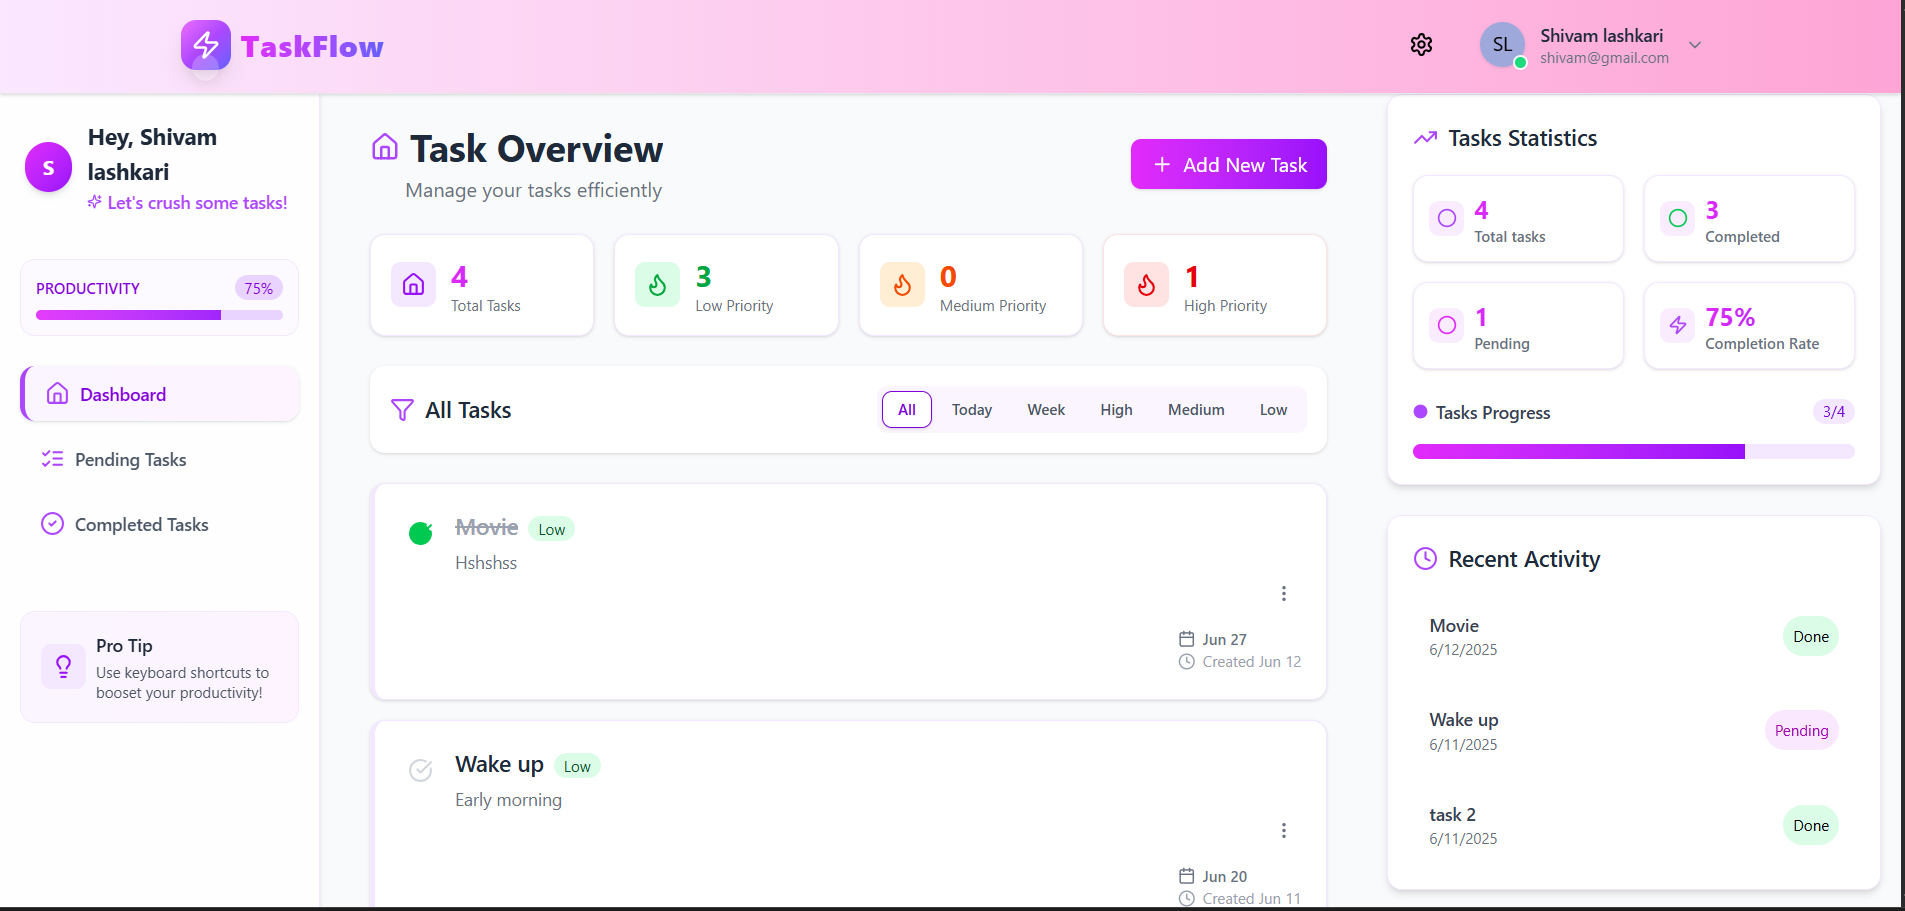 TaskFlow
SL
Shivam lashkari
shivam@gmail.com
S
Hey, Shivam
lashkari
Let's crush some tasks!
PRODUCTIVITY
75%
Dashboard
Pending Tasks
Completed Tasks
Pro Tip
Use keyboard shortcuts to
booset your productivity!
Task Overview
Manage your tasks efficiently
Add New Task
4
Total Tasks
3
Low Priority
0
Medium Priority
1
High Priority
All Tasks
All
Today
Week
High
Medium
Low
Movie
Low
Hshshss
Jun 27
Created Jun 12
Wake up
Low
Early morning
Jun 20
Created Jun 11
Tasks Statistics
4
Total tasks
3
Completed
1
Pending
75%
Completion Rate
Tasks Progress
3/4
Recent Activity
Movie
6/12/2025
Done
Wake up
6/11/2025
Pending
task 2
6/11/2025
Done